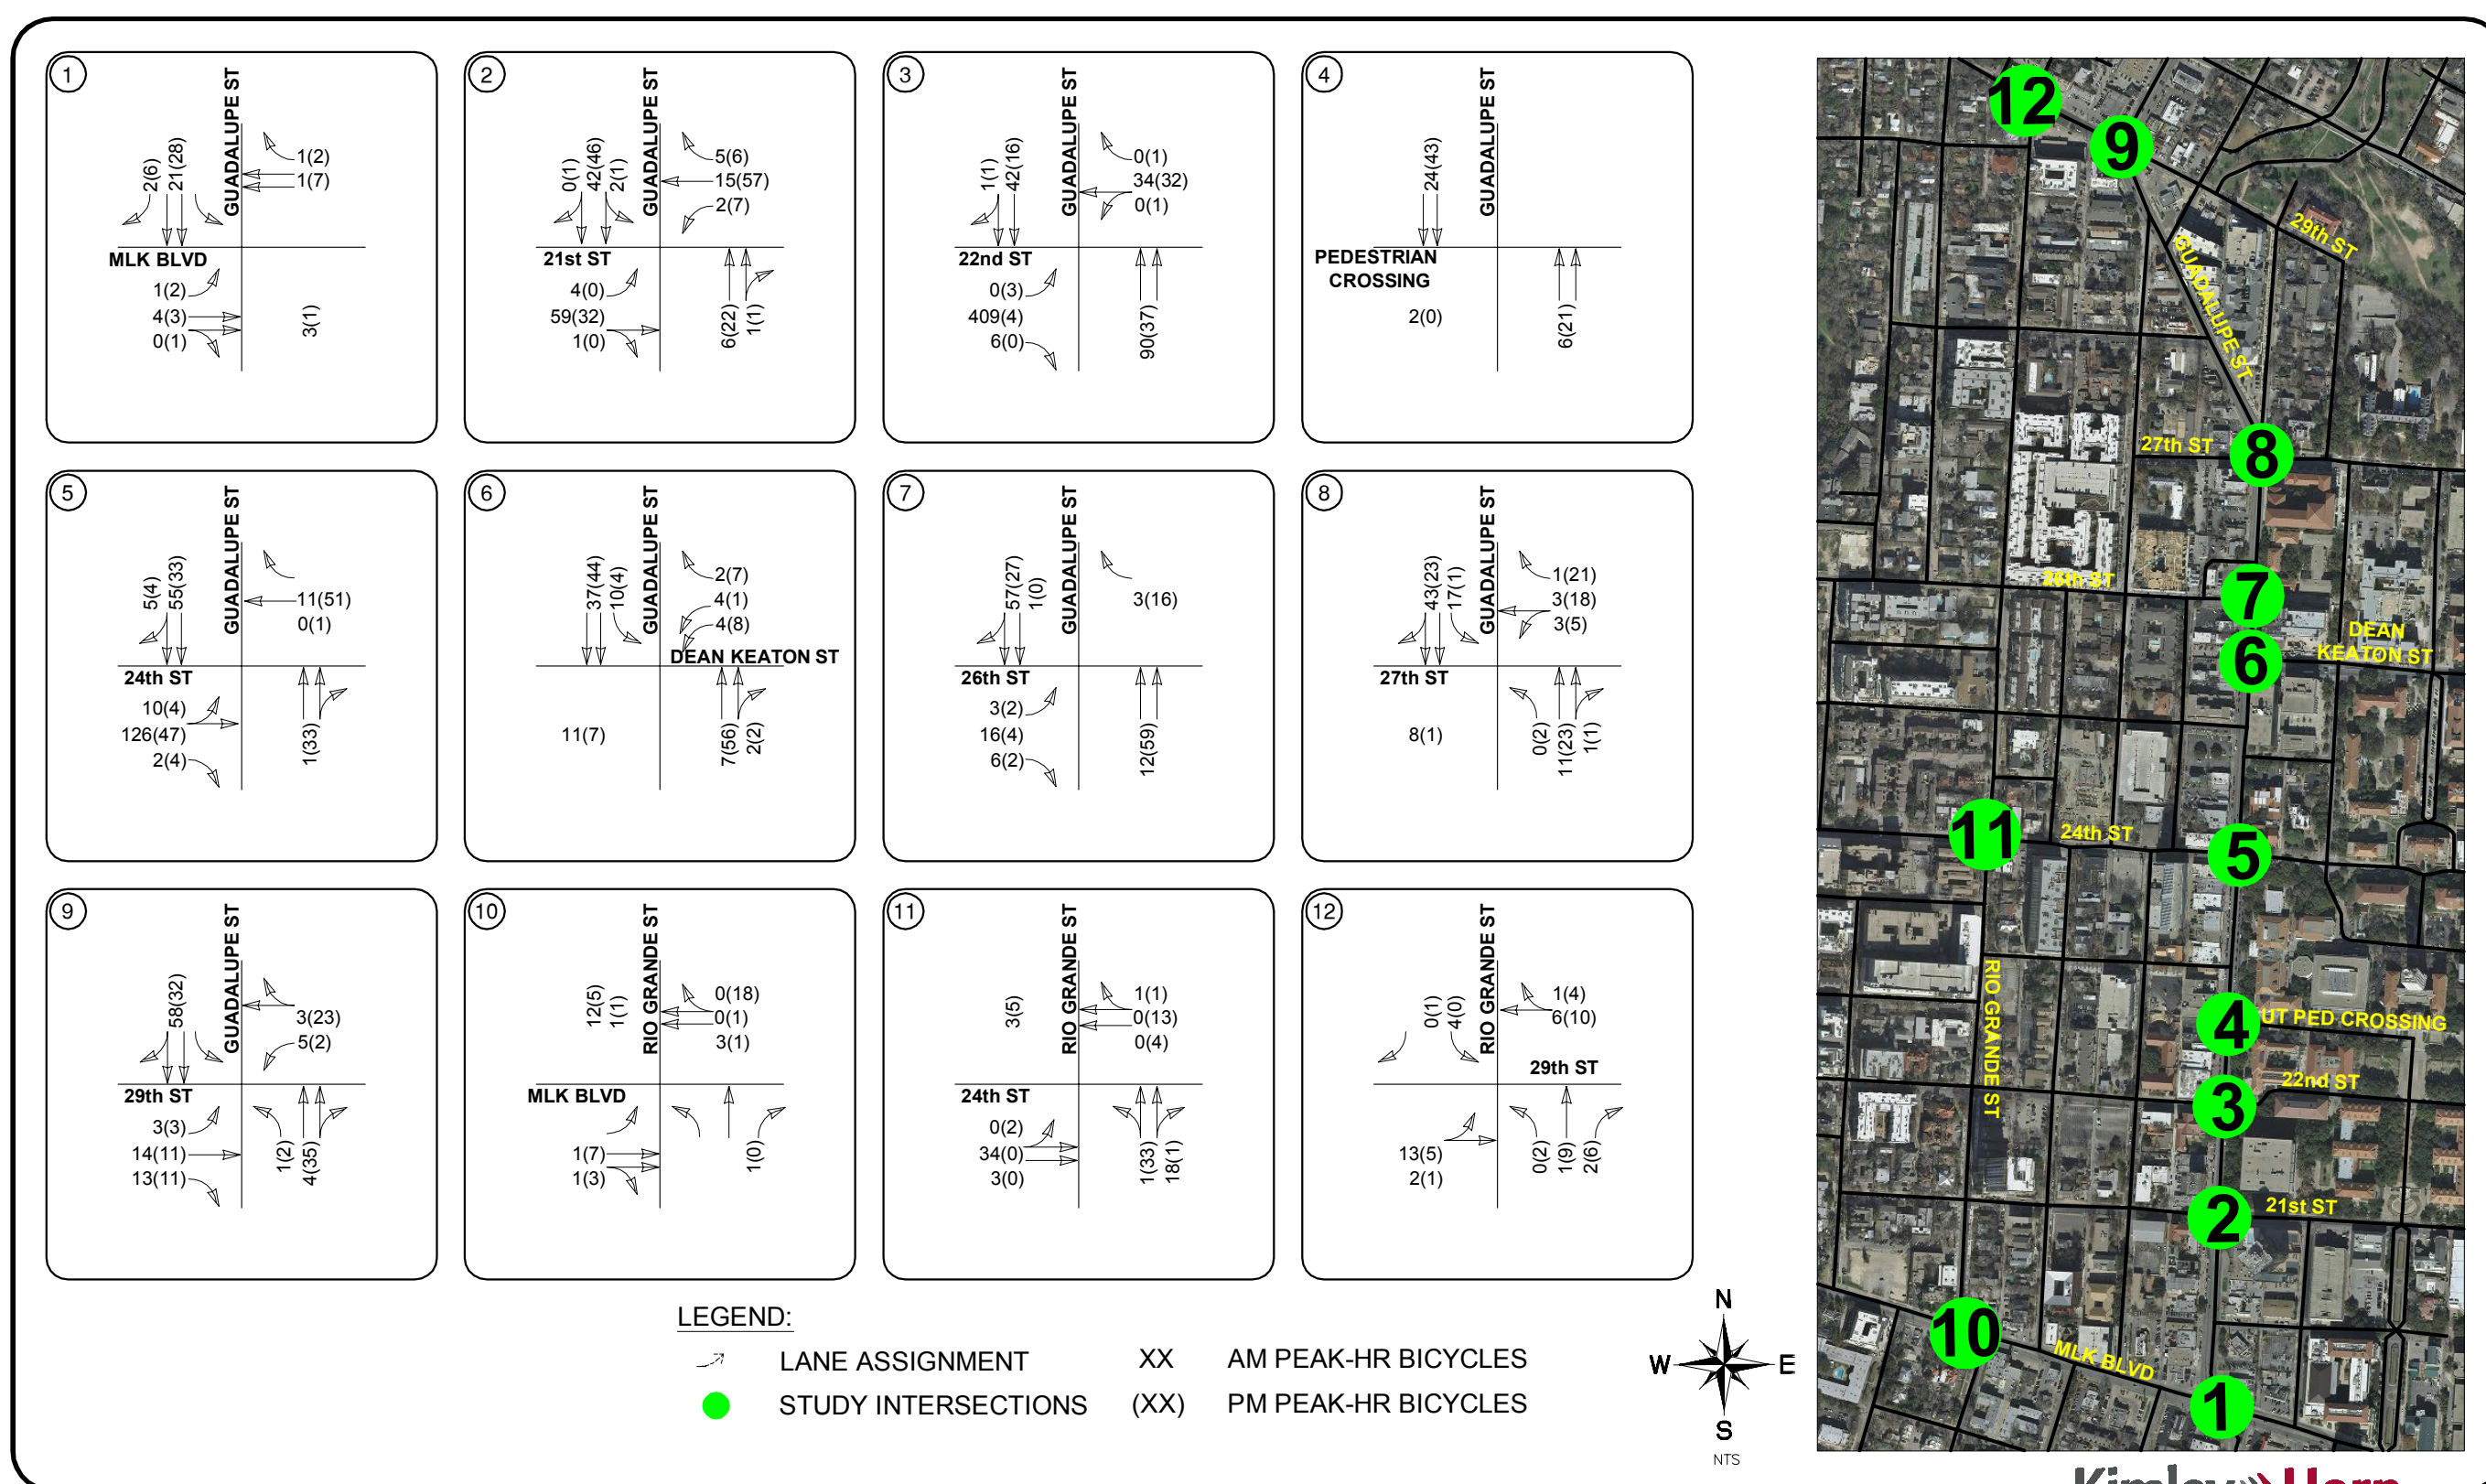 1
GUADALUPE ST
2(6)
21(28)
1(2)
1(7)
MLK BLVD
1(2)
4(3)
0(1)
3(1)
2
GUADALUPE ST
0(1)
42(46)
2(1)
5(6)
15(57)
2(7)
21st ST
4(0)
59(32)
1(0)
6(22)
1(1)
3
GUADALUPE ST
1(1)
42(16)
0(1)
34(32)
0(1)
22nd ST
0(3)
409(4)
6(0)
90(37)
4
GUADALUPE ST
24(43)
PEDESTRIAN
CROSSING
2(0)
6(21)
5
GUADALUPE ST
5(4)
55(33)
11(51)
0(1)
24th ST
10(4)
126(47)
2(4)
1(33)
6
GUADALUPE ST
37(44)
10(4)
2(7)
4(1)
4(8)
DEAN KEATON ST
11(7)
7(56)
2(2)
7
GUADALUPE ST
57(27)
1(0)
3(16)
26th ST
3(2)
16(4)
6(2)
12(59)
8
GUADALUPE ST
43(23)
17(1)
1(21)
3(18)
3(5)
27th ST
8(1)
0(2)
11(23)
1(1)
9
GUADALUPE ST
58(32)
3(23)
5(2)
29th ST
3(3)
14(11)
13(11)
1(2)
4(35)
10
RIO GRANDE ST
12(5)
1(1)
0(18)
0(1)
3(1)
MLK BLVD
1(7)
1(3)
1(0)
11
RIO GRANDE ST
3(5)
1(1)
0(13)
0(4)
24th ST
0(2)
34(0)
3(0)
1(33)
18(1)
12
RIO GRANDE ST
0(1)
4(0)
1(4)
6(10)
29th ST
13(5)
2(1)
0(2)
1(9)
2(6)
LEGEND:
LANE ASSIGNMENT XX AM PEAK-HR BICYCLES
STUDY INTERSECTIONS (XX) PM PEAK-HR BICYCLES
N
W E
S
NTS
12
9
29th ST
GUADALUPE ST
27th ST
8
26th ST
7
DEAN
KEATON ST
6
11
24th ST
5
RIO GRANDE ST
4
UT PED CROSSING
22nd ST
3
21st ST
2
10
MLK BLVD
1
Kimley Horn